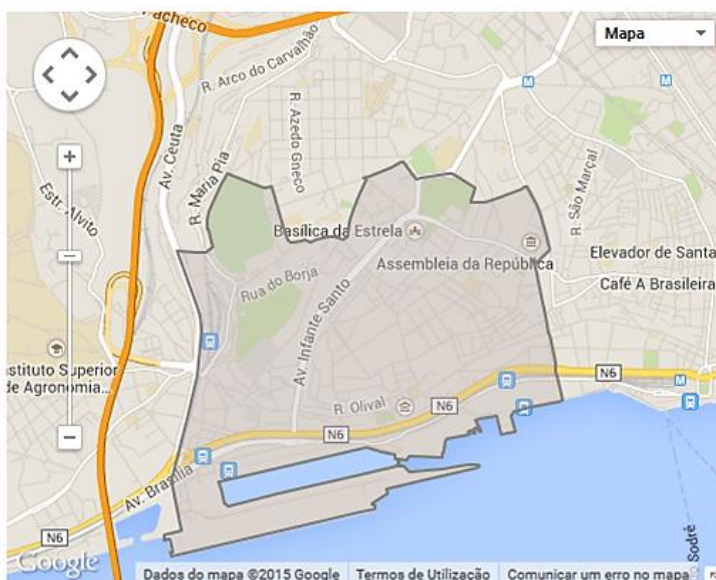 Pacheco
Mapa
R. Arco do Carvalhão
R. Azedo Gneco
Av. Ceuta
R. Maria Pia
Estr. Alvito
R. São Marçal
Basílica da Estrela
Assembleia da República
Elevador de Santa
Café A Brasileira
Rua do Borja
Av. Infante Santo
nstituto Superior
de Agronomia...
N6
R. Olival
N6
N6
Av. Brasília
N6
Sodré
Google
Dados do mapa ©2015 Google
Termos de Utilização
Comunicar um erro no mapa